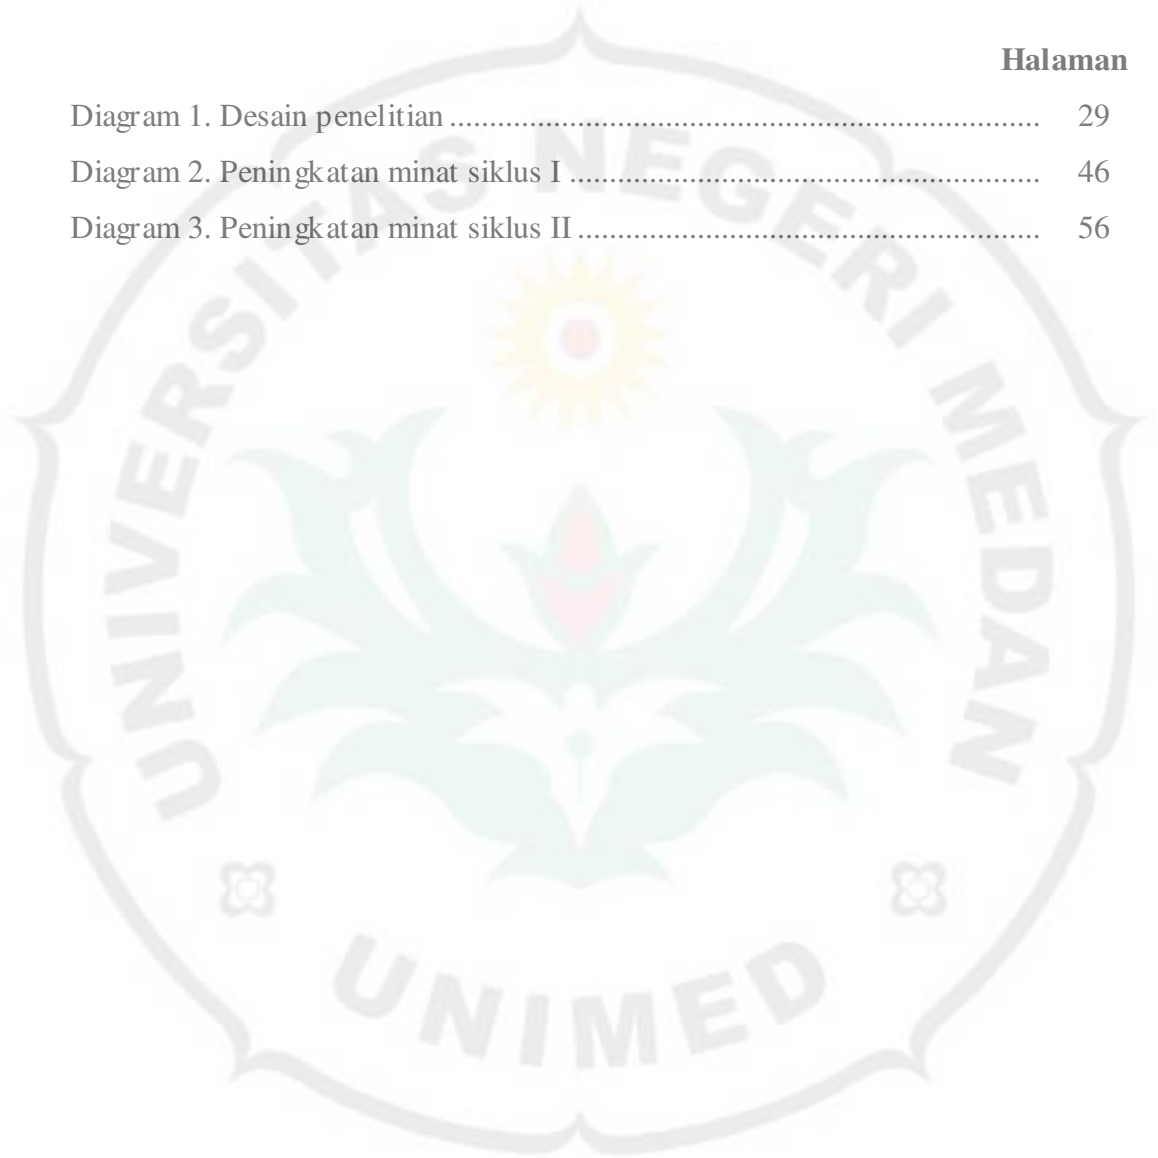 Halaman
Diagram 1. Desain penelitian ........................................................................... 29
Diagram 2. Peningkatan minat siklus I ............................................................ 46
Diagram 3. Peningkatan minat siklus II ........................................................... 56
UNIVERSITAS NEGERI MEDAN
UNIMED